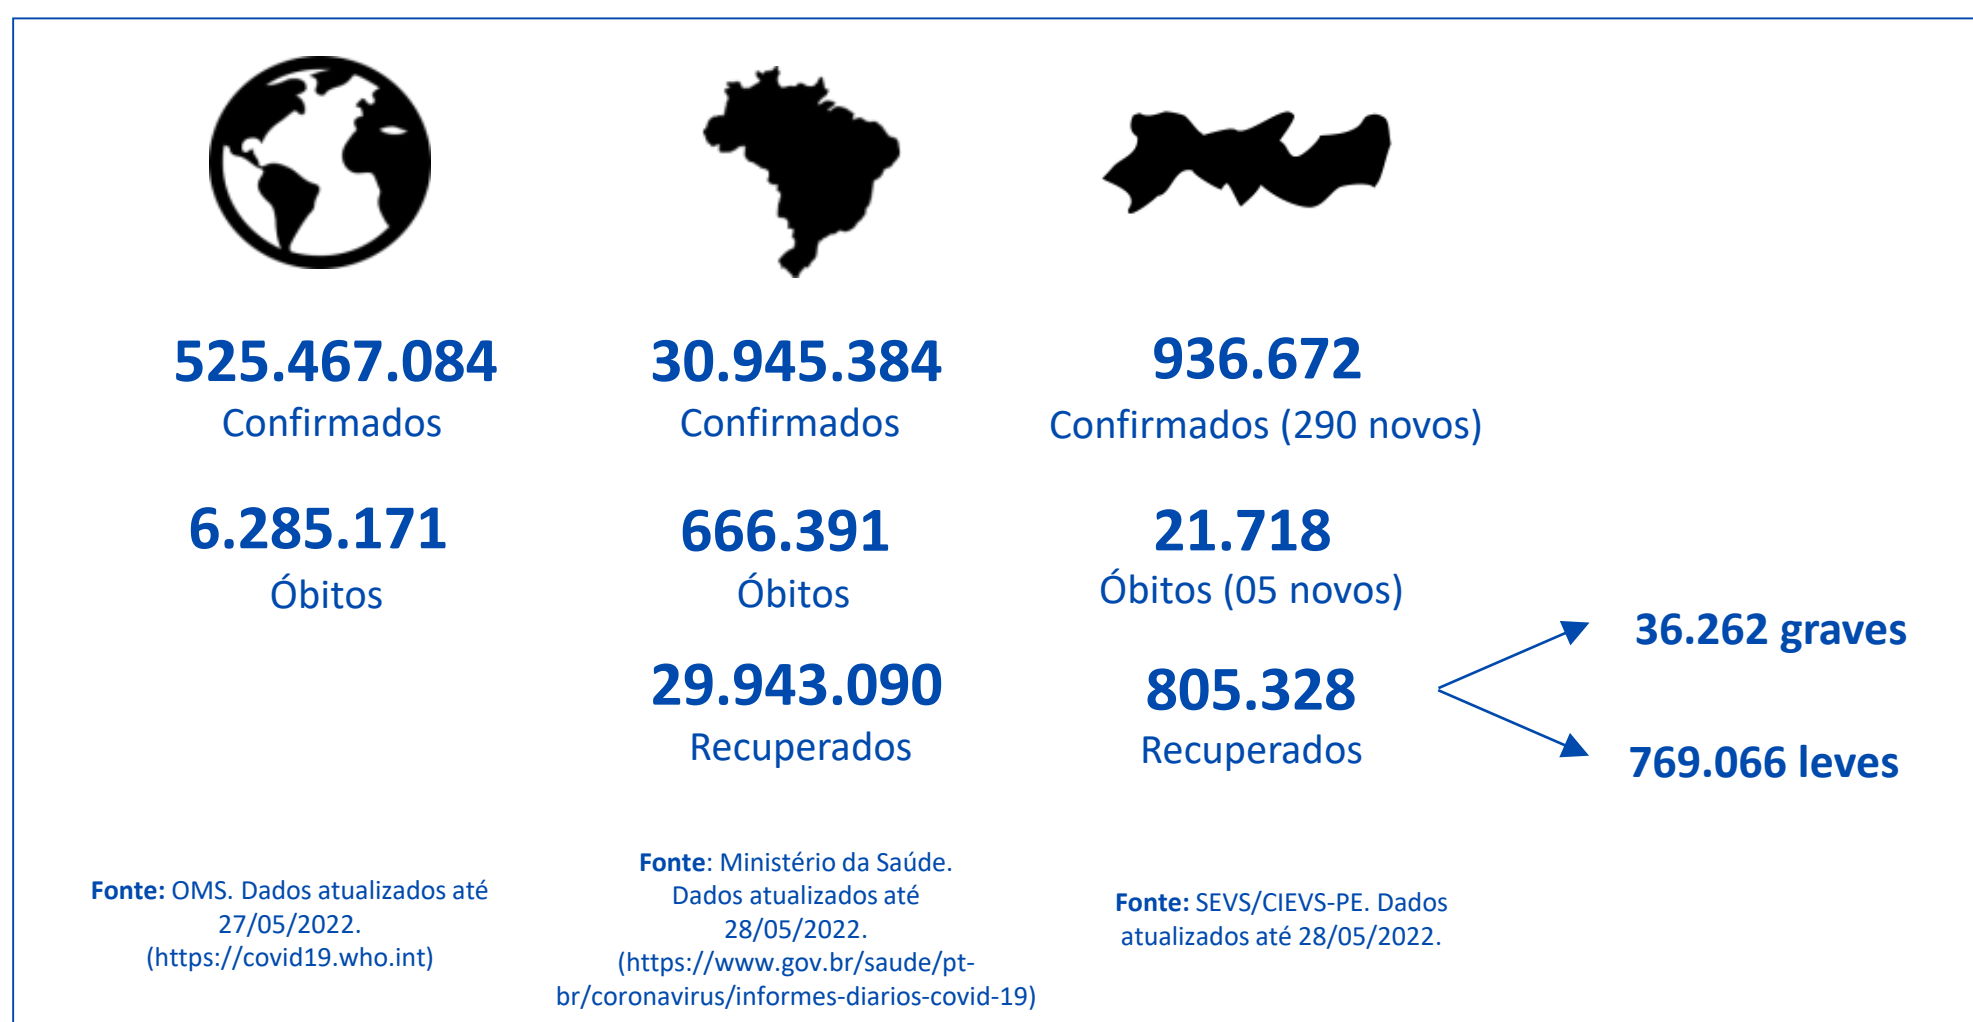 525.467.084
Confirmados
6.285.171
Óbitos
Fonte: OMS. Dados atualizados até
27/05/2022.
(https://covid19.who.int)
30.945.384
Confirmados
666.391
Óbitos
29.943.090
Recuperados
Fonte: Ministério da Saúde.
Dados atualizados até
28/05/2022.
(https://www.gov.br/saude/pt-
br/coronavirus/informes-diarios-covid-19)
936.672
Confirmados (290 novos)
21.718
Óbitos (05 novos)
805.328
Recuperados
36.262 graves
769.066 leves
Fonte: SEVS/CIEVS-PE. Dados
atualizados até 28/05/2022.